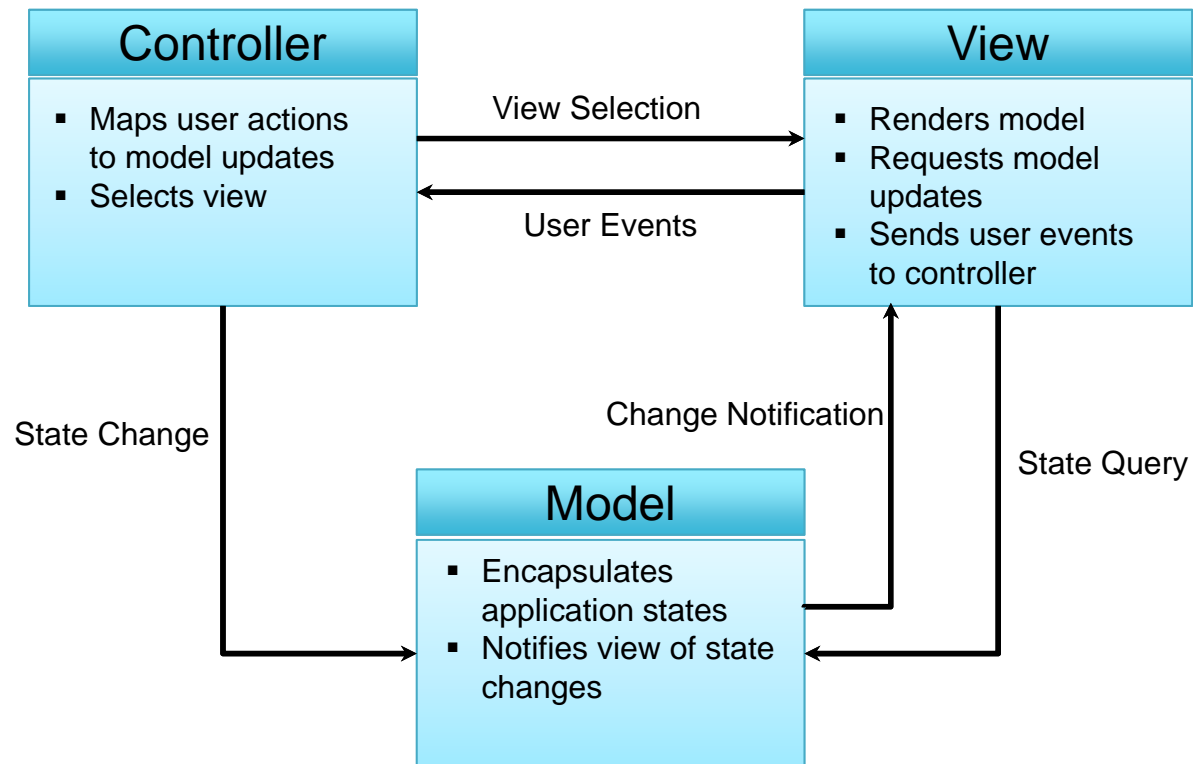 Controller
▪ Maps user actions
to model updates
▪ Selects view
View Selection
User Events
View
▪ Renders model
▪ Requests model
updates
▪ Sends user events
to controller
State Change
Change Notification
State Query
Model
▪ Encapsulates
application states
▪ Notifies view of state
changes